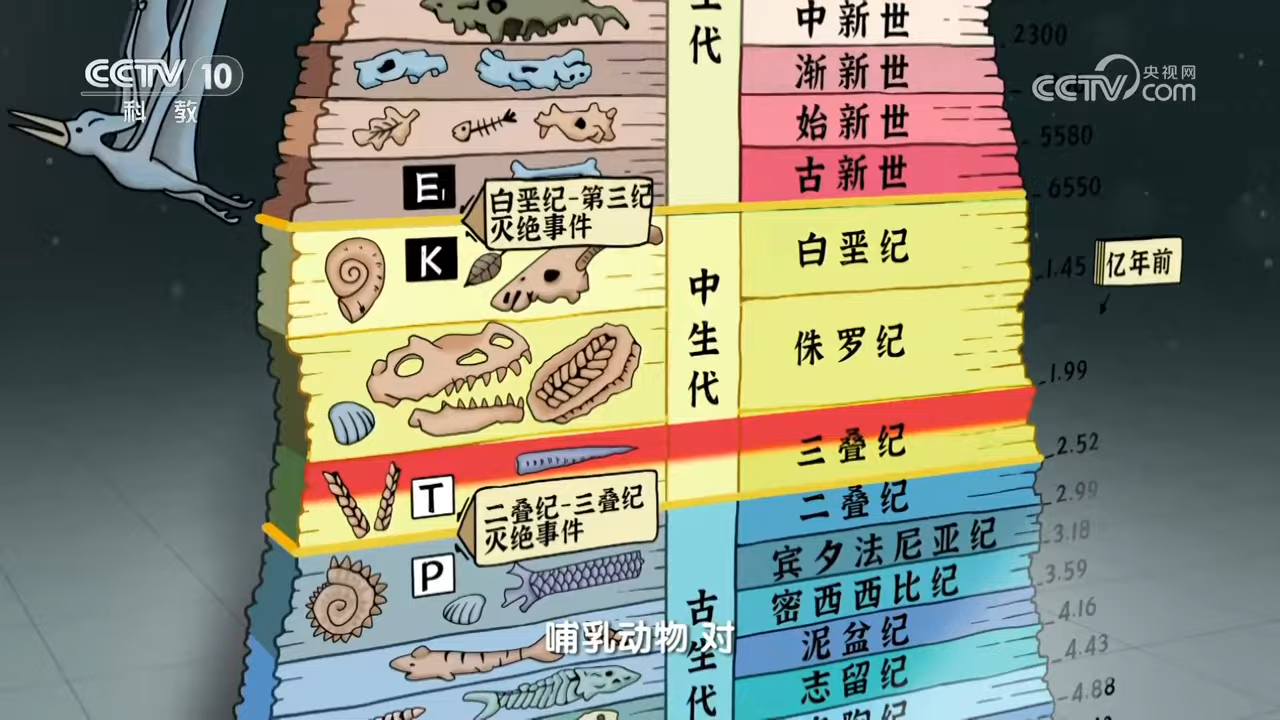 CCTV 10
科教
央视网
CCTV.com
中新世
渐新世
始新世
古新世
2300
5580
6550
代
E
白垩纪-第三纪
灭绝事件
K
中生代
白垩纪
侏罗纪
三叠纪
1.45
亿年前
1.99
2.52
T
二叠纪-三叠纪
灭绝事件
P
古生代
二叠纪
宾夕法尼亚纪
密西西比纪
泥盆纪
志留纪
2.99
3.18
3.59
4.16
4.43
4.88
哺乳动物 对